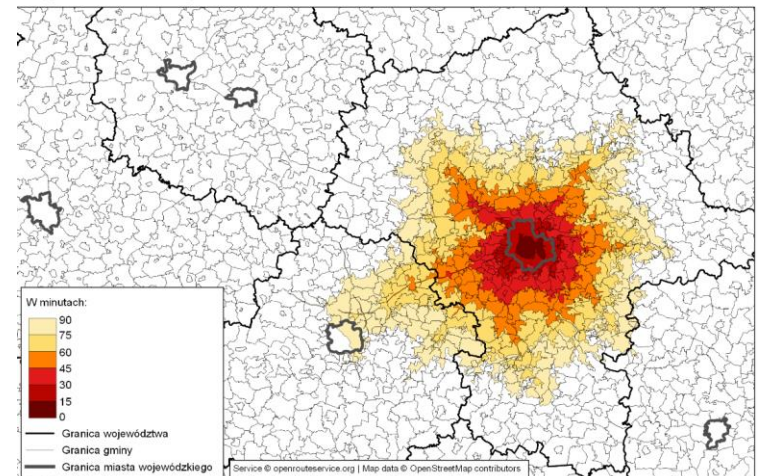 W minutach:
90
75
60
45
30
15
0
Granica województwa
Granica gminy
Granica miasta wojewódzkiego
Service © openrouteservice.org | Map data © OpenStreetMap contributors